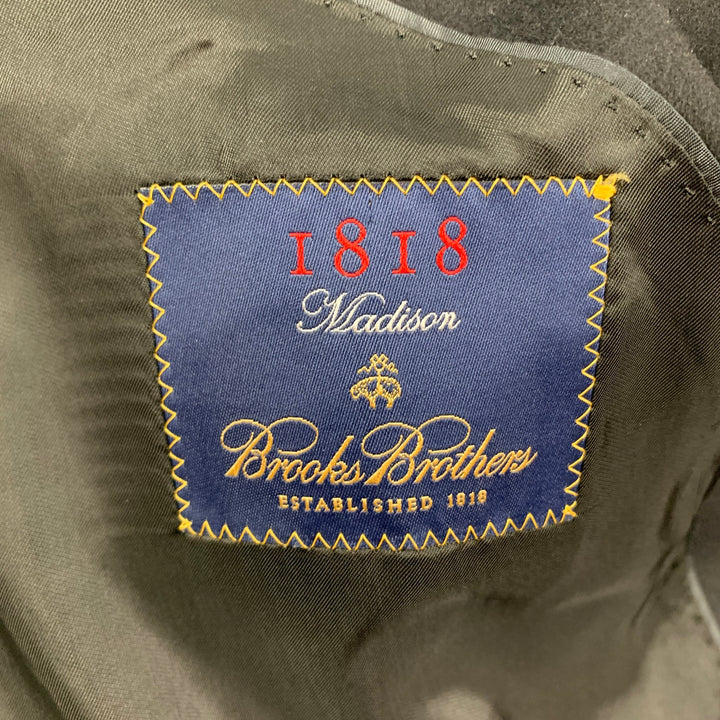 1818
Madison
Brooks Brothers
ESTABLISHED 1818